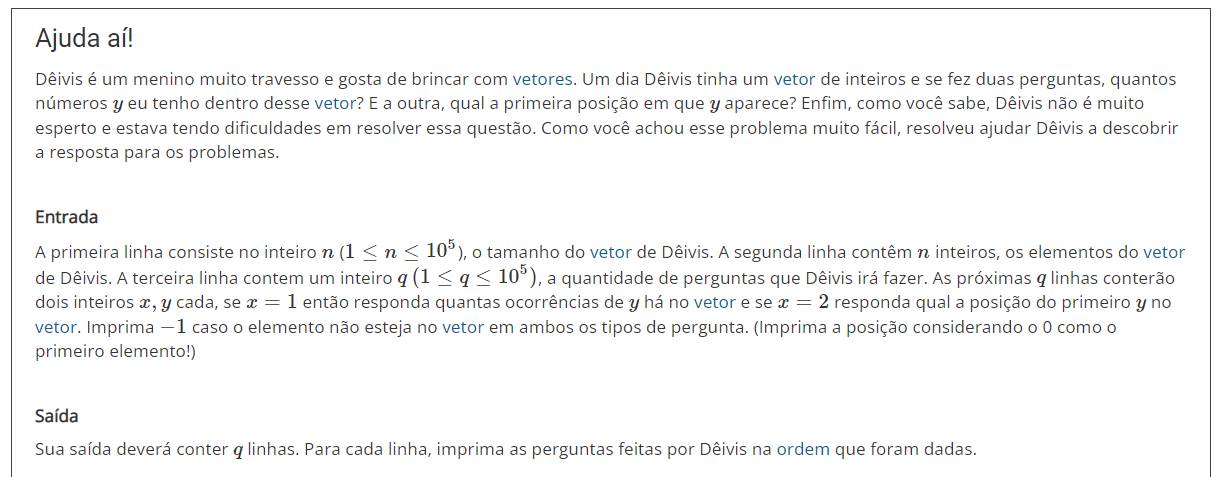 Ajuda aí!
Dêivis é um menino muito travesso e gosta de brincar com vetores. Um dia Dêivis tinha um vetor de inteiros e se fez duas perguntas, quantos
números y eu tenho dentro desse vetor? E a outra, qual a primeira posição em que y aparece? Enfim, como você sabe, Dêivis não é muito
esperto e estava tendo dificuldades em resolver essa questão. Como você achou esse problema muito fácil, resolveu ajudar Dêivis a descobrir
a resposta para os problemas.
Entrada
A primeira linha consiste no inteiro n (1 ≤ n ≤ 10⁵), o tamanho do vetor de Dêivis. A segunda linha contêm n inteiros, os elementos do vetor
de Dêivis. A terceira linha contem um inteiro q (1 ≤ q ≤ 10⁵), a quantidade de perguntas que Dêivis irá fazer. As próximas q linhas conterão
dois inteiros x, y cada, se x = 1 então responda quantas ocorrências de y há no vetor e se x = 2 responda qual a posição do primeiro y no
vetor. Imprima −1 caso o elemento não esteja no vetor em ambos os tipos de pergunta. (Imprima a posição considerando o 0 como o
primeiro elemento!)
Saída
Sua saída deverá conter q linhas. Para cada linha, imprima as perguntas feitas por Dêivis na ordem que foram dadas.